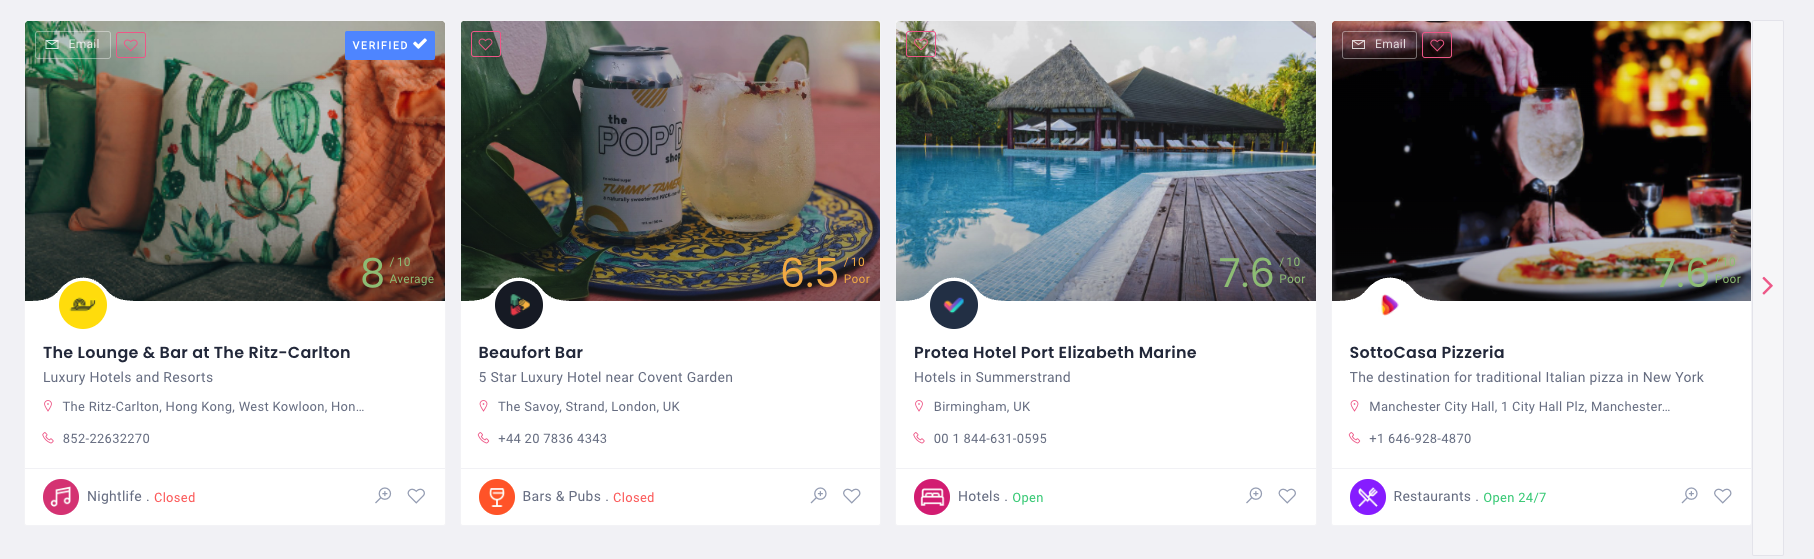 Email
VERIFIED
8 / 10
Average
The Lounge & Bar at The Ritz-Carlton
Luxury Hotels and Resorts
The Ritz-Carlton, Hong Kong, West Kowloon, Hon...
852-22632270
Nightlife . Closed
the
POP'D
shop
TUMMY TAMER
6.5 / 10
Poor
Beaufort Bar
5 Star Luxury Hotel near Covent Garden
The Savoy, Strand, London, UK
+44 20 7836 4343
Bars & Pubs . Closed
7.6 / 10
Poor
Protea Hotel Port Elizabeth Marine
Hotels in Summerstrand
Birmingham, UK
00 1 844-631-0595
Hotels . Open
Email
7.6
Poor
SottoCasa Pizzeria
The destination for traditional Italian pizza in New York
Manchester City Hall, 1 City Hall Plz, Manchester...
+1 646-928-4870
Restaurants . Open 24/7